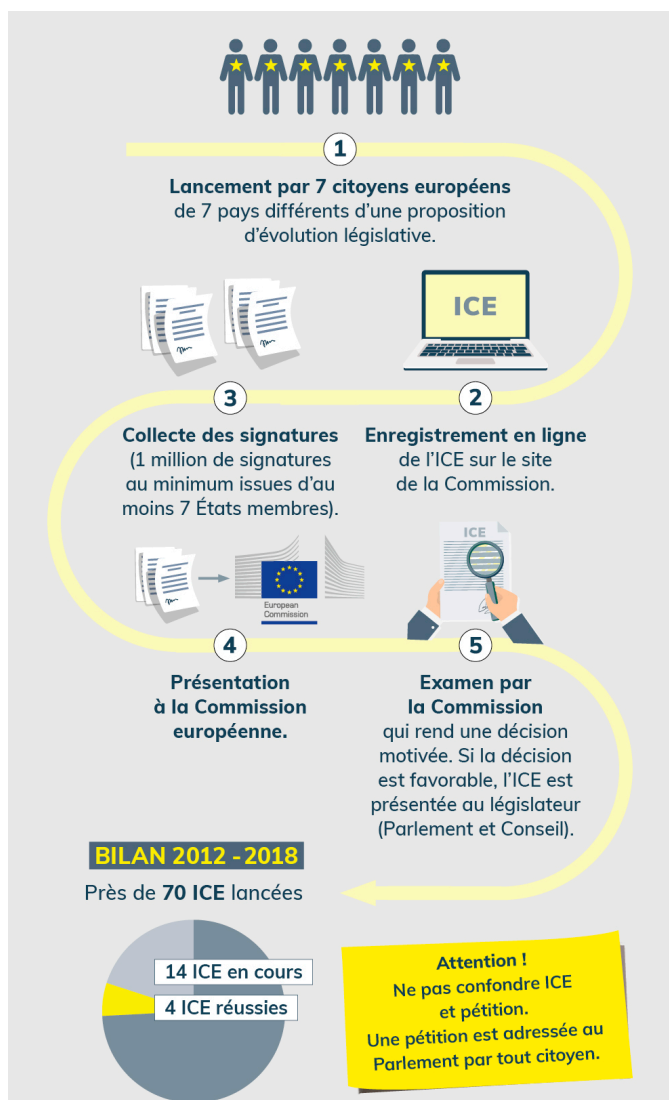 1
Lancement par 7 citoyens européens
de 7 pays différents d’une proposition
d’évolution législative.
ICE
2
Enregistrement en ligne
de l’ICE sur le site
de la Commission.
3
Collecte des signatures
(1 million de signatures
au minimum issues d’au
moins 7 États membres).
European
Commission
4
Présentation
à la Commission
européenne.
ICE
5
Examen par
la Commission
qui rend une décision
motivée. Si la décision
est favorable, l’ICE est
présentée au législateur
(Parlement et Conseil).
BILAN 2012 - 2018
Près de 70 ICE lancées
14 ICE en cours
4 ICE réussies
Attention !
Ne pas confondre ICE
et pétition.
Une pétition est adressée au
Parlement par tout citoyen.